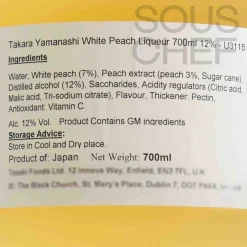 SOUS
CHEF
Takara Yamanashi White Peach Liqueur 700ml 12% - U3115
Ingredients
Water, White peach (7%), Peach extract (peach 3%, Sugar cane),
Distilled alcohol (12%), Saccharides, Acidity regulators (Citric acid,
Malic acid, Tri-sodium citrate), Flavour, Thickener: Pectin,
Antioxidant: Vitamin C.
Alc. 12% Vol. Product Contains GM ingredients
Storage Advice:
Store in Cool and Dry place.
Product of: Japan Net Weight: 700ml
Tazaki Foods Ltd. 12 Innova Way, Enfield, EN3 7FL, U.K
The Black Church, St. Mary's Place, Dublin 7, DO7 P4AX